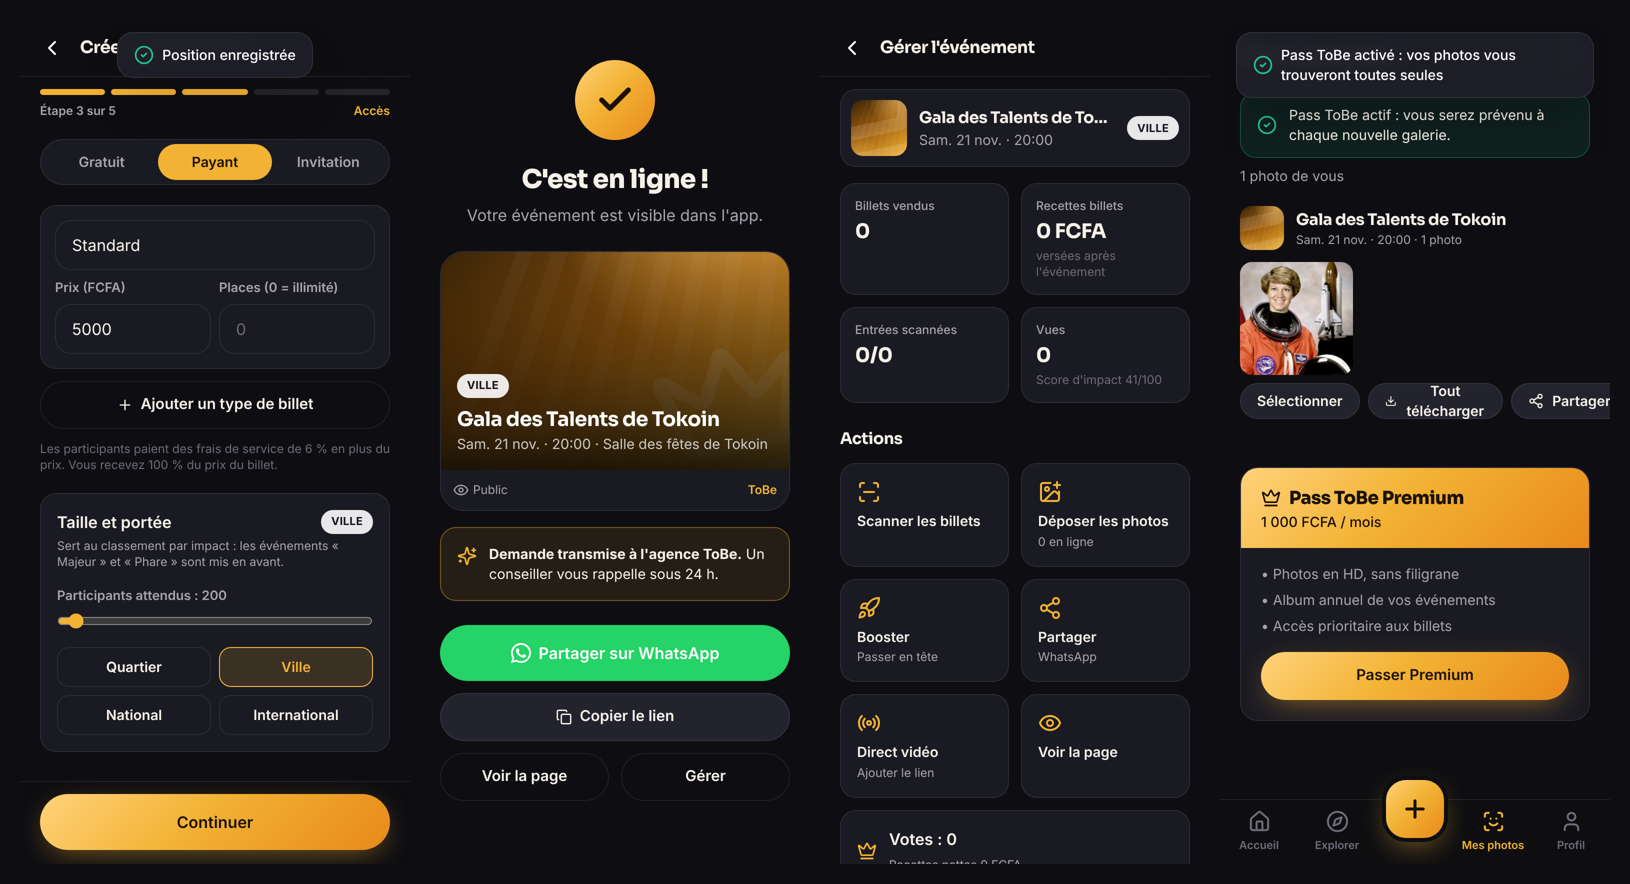 Crée
Position enregistrée
Étape 3 sur 5
Accès
Gratuit
Payant
Invitation
Standard
Prix (FCFA)
Places (0 = illimité)
5000
0
Ajouter un type de billet
Les participants paient des frais de service de 6 % en plus du
prix. Vous recevez 100 % du prix du billet.
Taille et portée
VILLE
Sert au classement par impact : les événements «
Majeur » et « Phare » sont mis en avant.
Participants attendus : 200
Quartier
Ville
National
International
Continuer
C'est en ligne !
Votre événement est visible dans l'app.
VILLE
Gala des Talents de Tokoin
Sam. 21 nov. · 20:00 · Salle des fêtes de Tokoin
Public
ToBe
Demande transmise à l'agence ToBe. Un
conseiller vous rappelle sous 24 h.
Partager sur WhatsApp
Copier le lien
Voir la page
Gérer
Gérer l'événement
Gala des Talents de To...
Sam. 21 nov. · 20:00
VILLE
Billets vendus
0
Recettes billets
0 FCFA
versées après
l'événement
Entrées scannées
0/0
Vues
0
Score d'impact 41/100
Actions
Scanner les billets
Déposer les photos
0 en ligne
Booster
Passer en tête
Partager
WhatsApp
Direct vidéo
Ajouter le lien
Voir la page
Votes : 0
Recettes nettes 0 FCFA
Pass ToBe activé : vos photos vous
trouveront toutes seules
Pass ToBe actif : vous serez prévenu à
chaque nouvelle galerie.
1 photo de vous
Gala des Talents de Tokoin
Sam. 21 nov. · 20:00 · 1 photo
Sélectionner
Tout
télécharger
Partager
Pass ToBe Premium
1 000 FCFA / mois
• Photos en HD, sans filigrane
• Album annuel de vos événements
• Accès prioritaire aux billets
Passer Premium
Accueil
Explorer
Mes photos
Profil